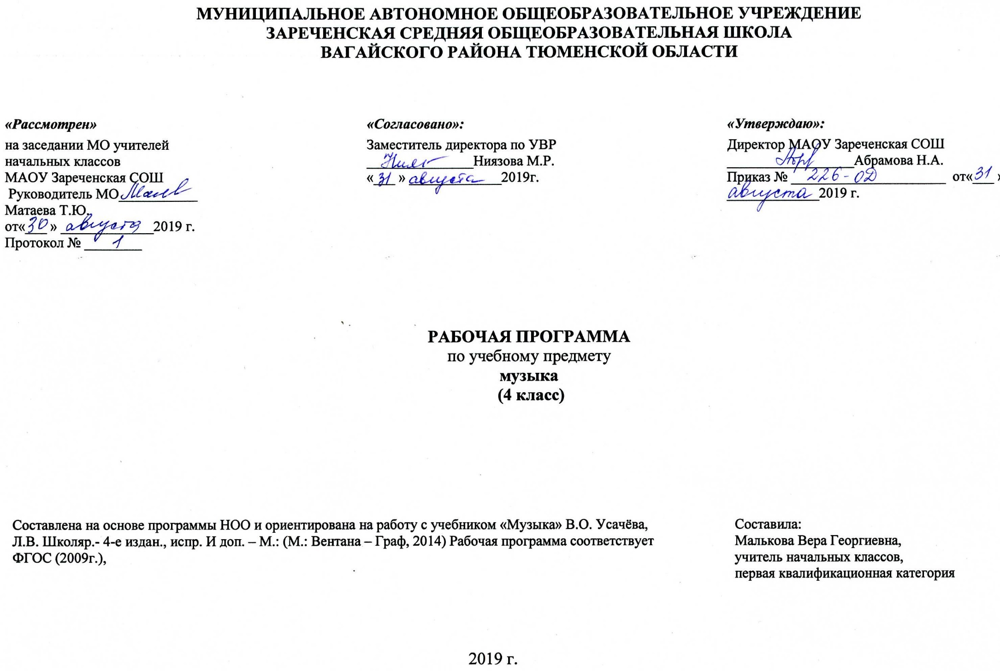 МУНИЦИПАЛЬНОЕ АВТОНОМНОЕ ОБЩЕОБРАЗОВАТЕЛЬНОЕ УЧРЕЖДЕНИЕ
ЗАРЕЧЕНСКАЯ СРЕДНЯЯ ОБЩЕОБРАЗОВАТЕЛЬНАЯ ШКОЛА
ВАГАЙСКОГО РАЙОНА ТЮМЕНСКОЙ ОБЛАСТИ
«Рассмотрен»
на заседании МО учителей
начальных классов
МАОУ Зареченская СОШ
Руководитель МО
Матаева Т.Ю.
от«30» августа 2019 г.
Протокол № 1
«Согласовано»:
Заместитель директора по УВР
Ниязова М.Р.
«31» августа 2019г.
«Утверждаю»:
Директор МАОУ Зареченская СОШ
Абрамова Н.А.
Приказ № 226-ОД от«31»
августа 2019 г.
РАБОЧАЯ ПРОГРАММА
по учебному предмету
музыка
(4 класс)
Составлена на основе программы НОО и ориентирована на работу с учебником «Музыка» В.О. Усачёва,
Л.В. Школяр.- 4-е издан., испр. И доп. – М.: (М.: Вентана – Граф, 2014) Рабочая программа соответствует
ФГОС (2009г.),
Составила:
Малькова Вера Георгиевна,
учитель начальных классов,
первая квалификационная категория
2019 г.